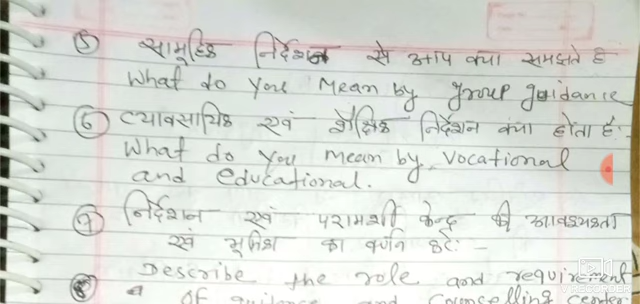 ⑤ सामूहिक निर्देशन से आप क्या समझते है
What do you Mean by group guidance
⑥ व्यावसायिक एवं शैक्षिक निर्देशन क्या होता है:
What do you mean by, Vocational
and educational.
⑦ निर्देशन एवं परामर्श केन्द्र की आवश्यकता
एवं भूमिका का वर्णन करें: -
Describe the role and requirement
⑧ of guidance and Counselling center